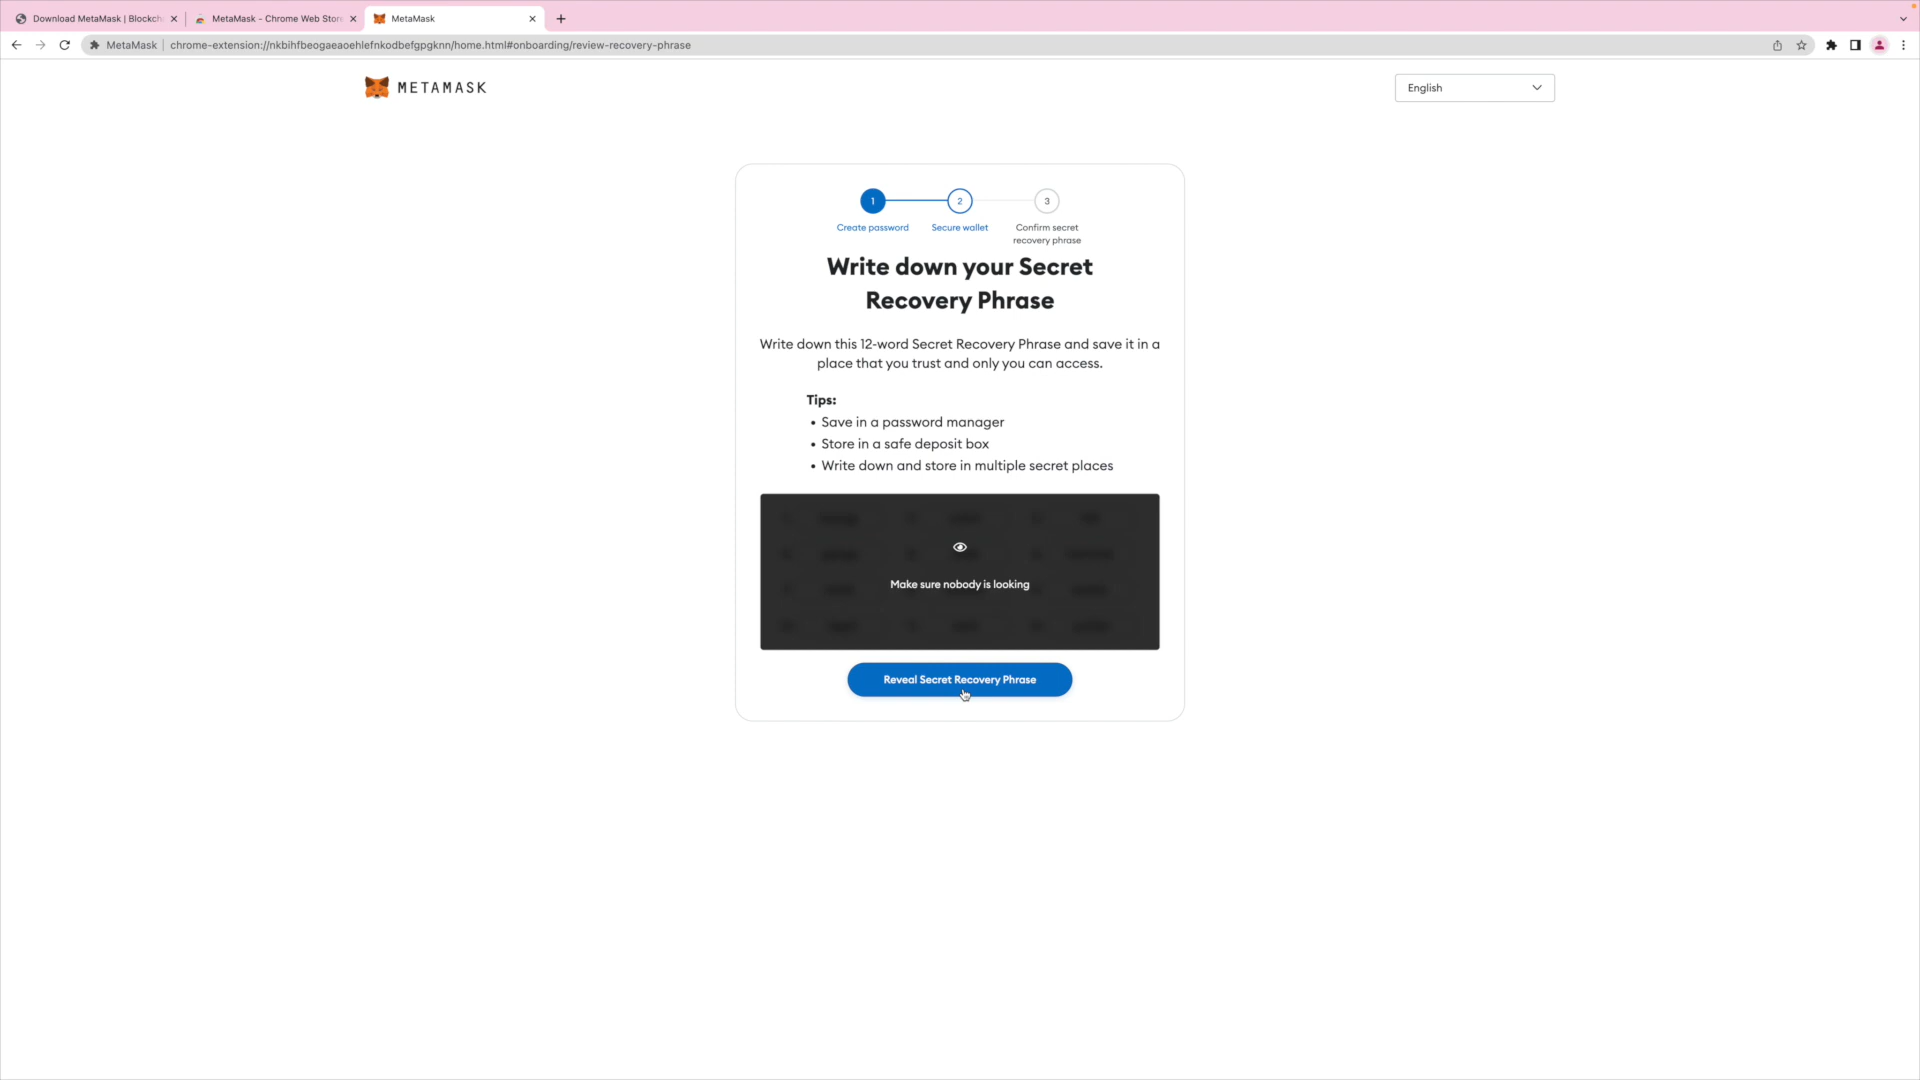 Download MetaMask | Blockch
MetaMask - Chrome Web Store
MetaMask
MetaMask
chrome-extension://nkbihfbeogaeaoehlefnkodbefgpgknn/home.html#onboarding/review-recovery-phrase
METAMASK
English
1
2
3
Create password
Secure wallet
Confirm secret
recovery phrase
Write down your Secret
Recovery Phrase
Write down this 12-word Secret Recovery Phrase and save it in a
place that you trust and only you can access.
Tips:
• Save in a password manager
• Store in a safe deposit box
• Write down and store in multiple secret places
Make sure nobody is looking
Reveal Secret Recovery Phrase